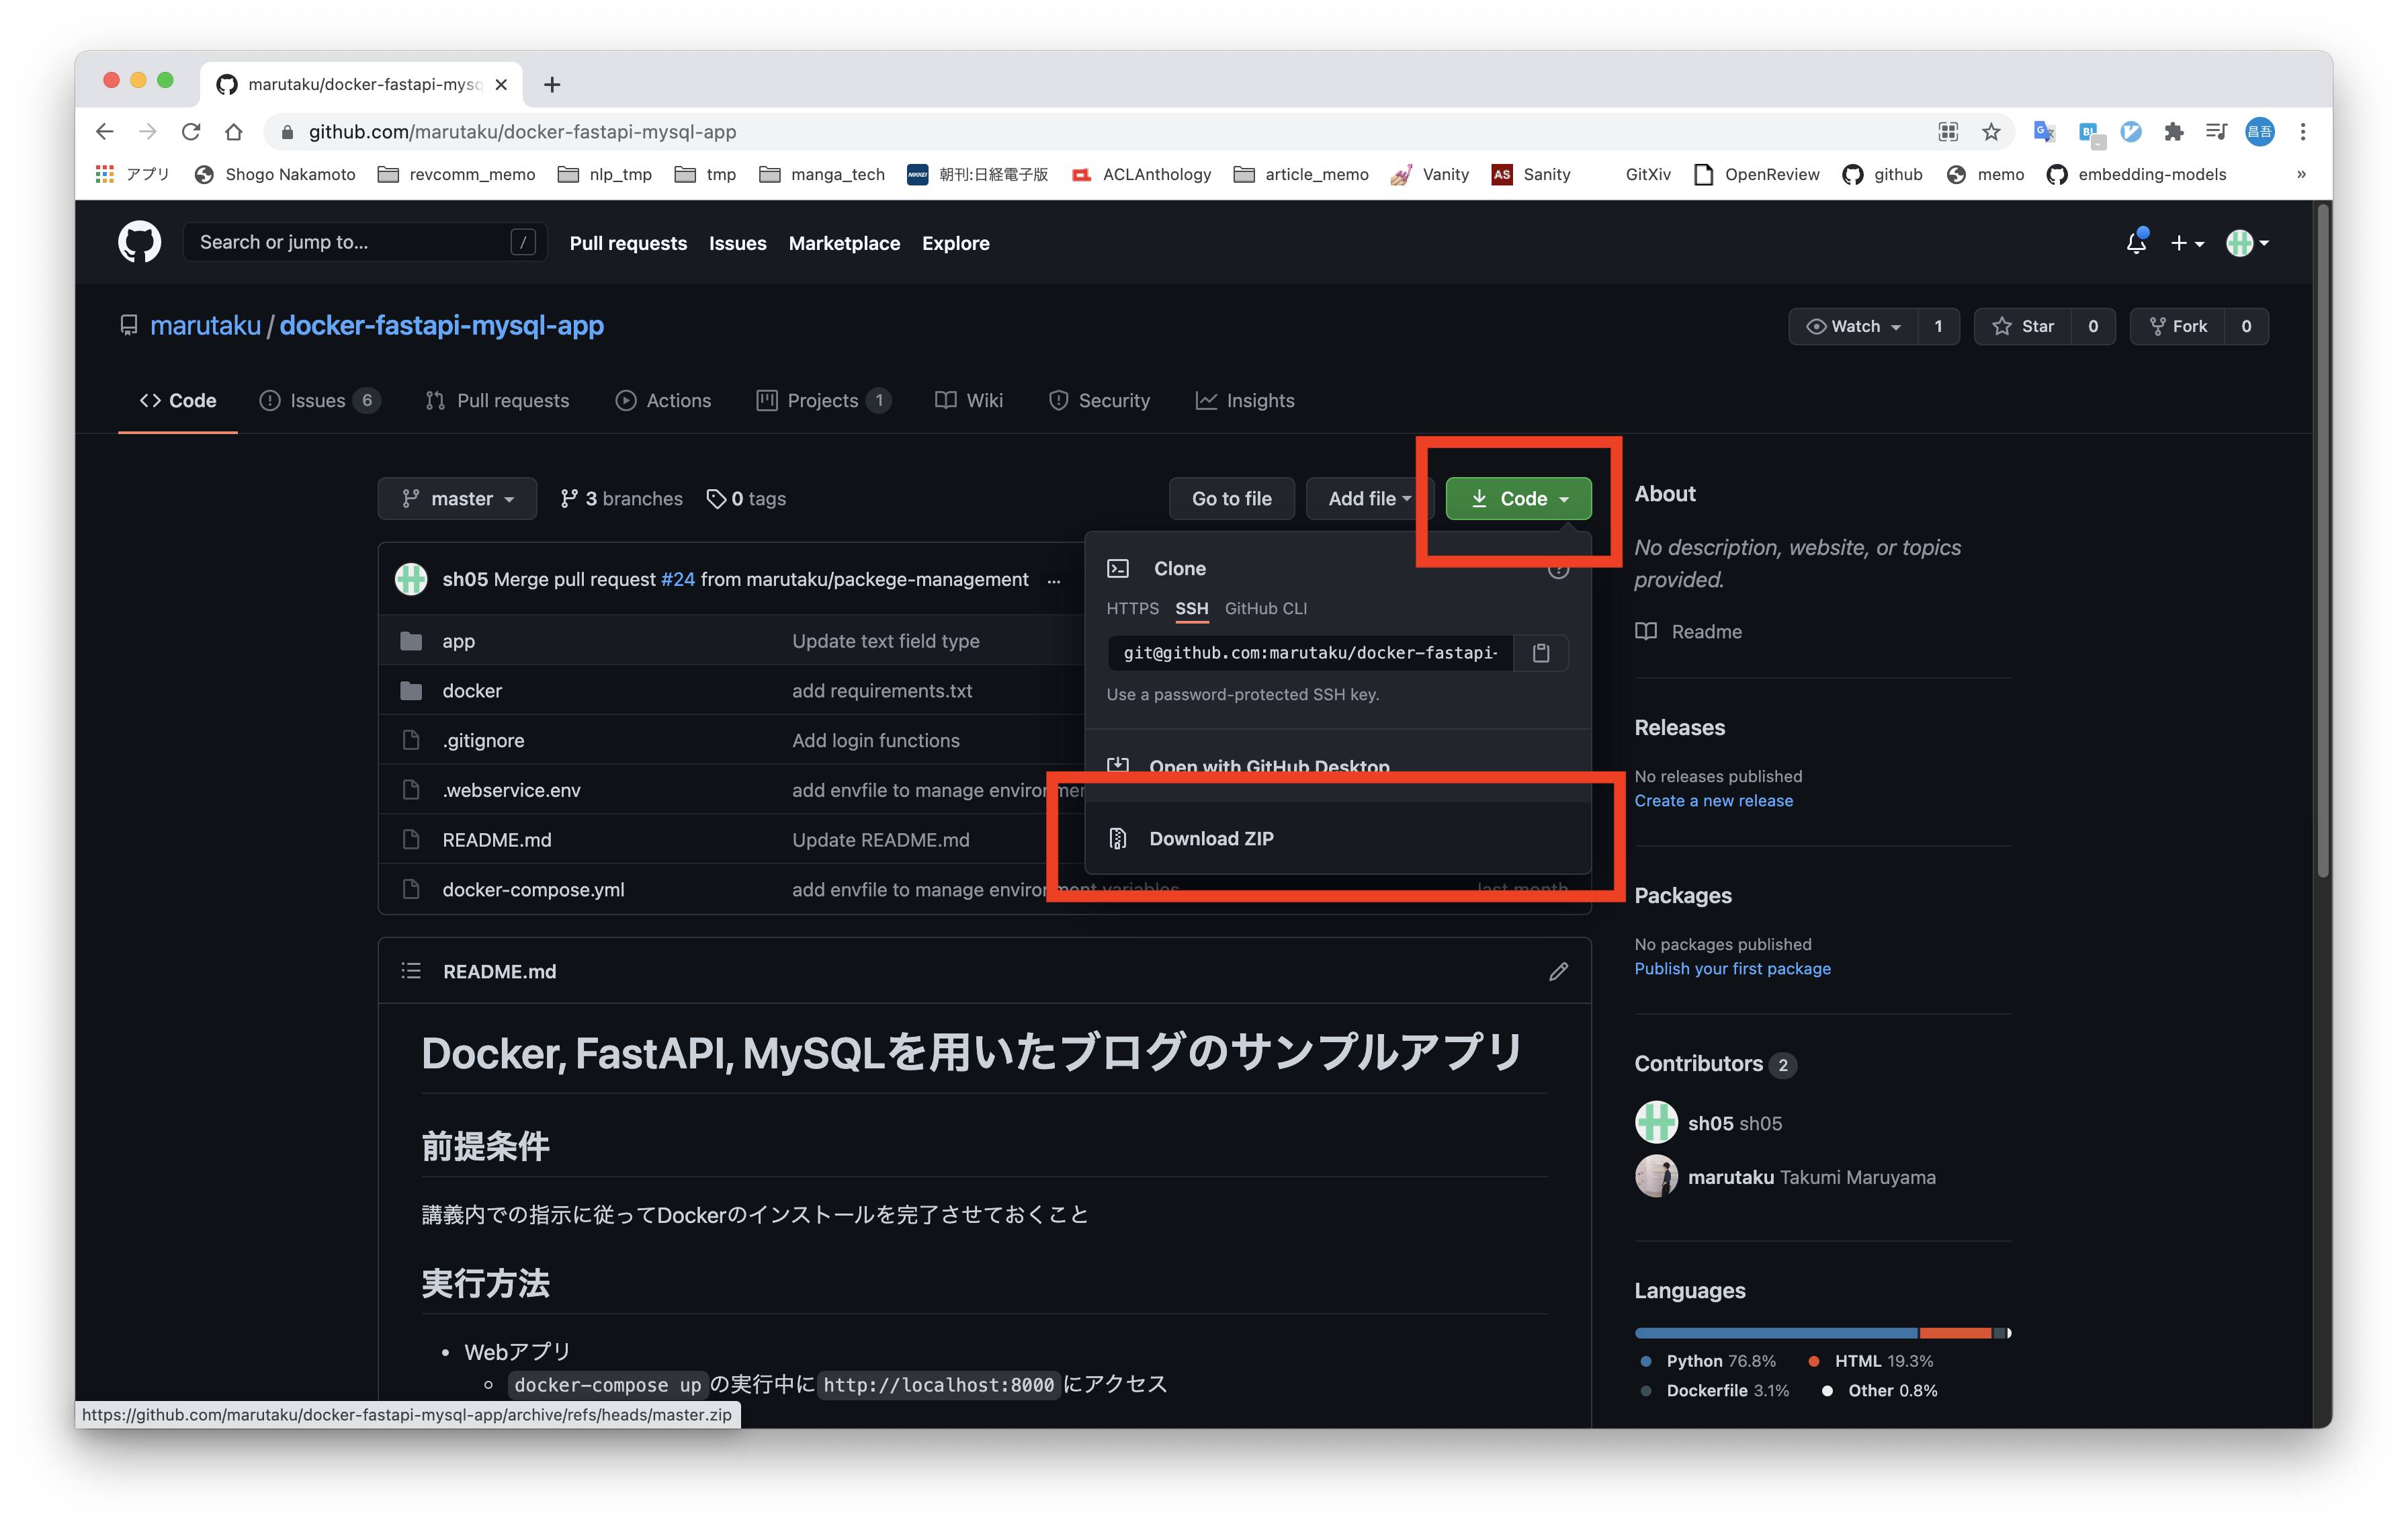 marutaku/docker-fastapi-mysq
github.com/marutaku/docker-fastapi-mysql-app
昌吾
アプリ Shogo Nakamoto revcomm_memo nlp_tmp tmp manga_tech NIKKEI 朝刊:日経電子版 ACLAnthology article_memo Vanity AS Sanity GitXiv OpenReview github memo embedding-models »
Search or jump to... / Pull requests Issues Marketplace Explore
marutaku / docker-fastapi-mysql-app
Watch 1 Star 0 Fork 0
Code Issues 6 Pull requests Actions Projects 1 Wiki Security Insights
master 3 branches 0 tags Go to file Add file Code
sh05 Merge pull request #24 from marutaku/packege-management ...
app Update text field type
docker add requirements.txt
.gitignore Add login functions
.webservice.env add envfile to manage environmen
README.md Update README.md
docker-compose.yml add envfile to manage environment variables last month
Clone
HTTPS SSH GitHub CLI
git@github.com:marutaku/docker-fastapi-
Use a password-protected SSH key.
Open with GitHub Desktop
Download ZIP
README.md
Docker, FastAPI, MySQLを用いたブログのサンプルアプリ
前提条件
講義内での指示に従ってDockerのインストールを完了させておくこと
実行方法
• Webアプリ
docker-compose up の実行中に http://localhost:8000 にアクセス
About
No description, website, or topics
provided.
Readme
Releases
No releases published
Create a new release
Packages
No packages published
Publish your first package
Contributors 2
sh05 sh05
marutaku Takumi Maruyama
Languages
Python 76.8% HTML 19.3%
Dockerfile 3.1% Other 0.8%
https://github.com/marutaku/docker-fastapi-mysql-app/archive/refs/heads/master.zip